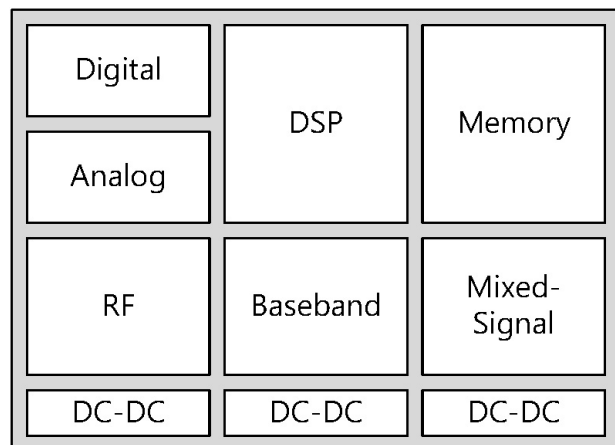 Digital
DSP
Memory
Analog
RF
Baseband
Mixed-
Signal
DC-DC
DC-DC
DC-DC